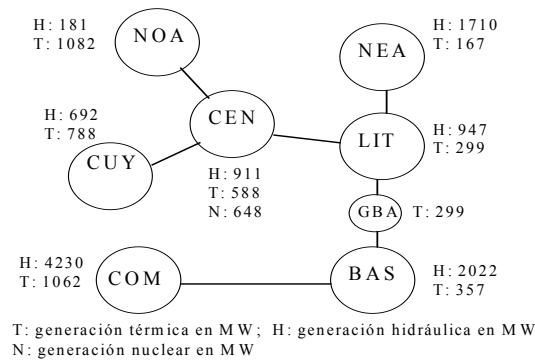 H: 181
T: 1082
NOA
H: 1710
T: 167
NEA
H: 692
T: 788
CEN
H: 947
T: 299
LIT
CUY
H: 911
T: 588
N: 648
GBA
T: 299
H: 4230
T: 1062
COM
BAS
H: 2022
T: 357
T: generación térmica en MW; H: generación hidráulica en MW
N: generación nuclear en MW